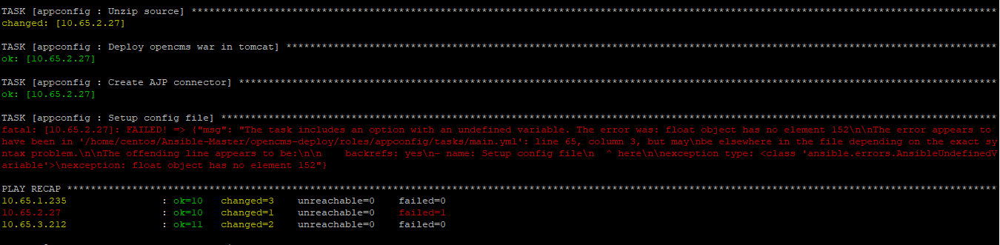 TASK [appconfig : Unzip source] ****************************************************************************************************************************************
changed: [10.65.2.27]
TASK [appconfig : Deploy opencms war in tomcat] ************************************************************************************************************************
ok: [10.65.2.27]
TASK [appconfig : Create AJP connector] ********************************************************************************************************************************
ok: [10.65.2.27]
TASK [appconfig : Setup config file] ***********************************************************************************************************************************
fatal: [10.65.2.27]: FAILED! => {"msg": "The task includes an option with an undefined variable. The error was: float object has no element 152\n\nThe error appears to
have been in '/home/centos/Ansible-Master/opencms-deploy/roles/appconfig/tasks/main.yml': line 65, column 3, but may\nbe elsewhere in the file depending on the exact sy
ntax problem.\n\nThe offending line appears to be:\n\n    backrefs: yes\n- name: Setup config file\n  ^ here\n\nexception type: <class 'ansible.errors.AnsibleUndefinedV
ariable'>\nexception: float object has no element 152"}
PLAY RECAP *************************************************************************************************************************************************************
10.65.1.235                : ok=10   changed=3    unreachable=0    failed=0
10.65.2.27                 : ok=10   changed=1    unreachable=0    failed=1
10.65.3.212                : ok=11   changed=2    unreachable=0    failed=0